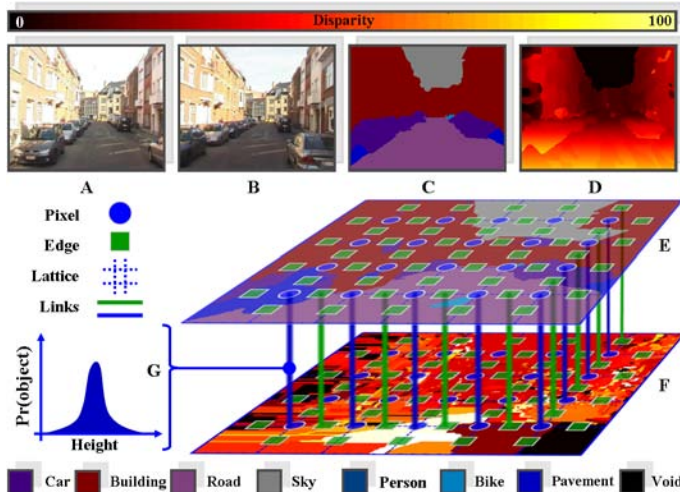 0 Disparity 100
A B C D
Pixel
Edge
Lattice
Links
E
G
F
Pr(object)
Height
Car Building Road Sky Person Bike Pavement Void